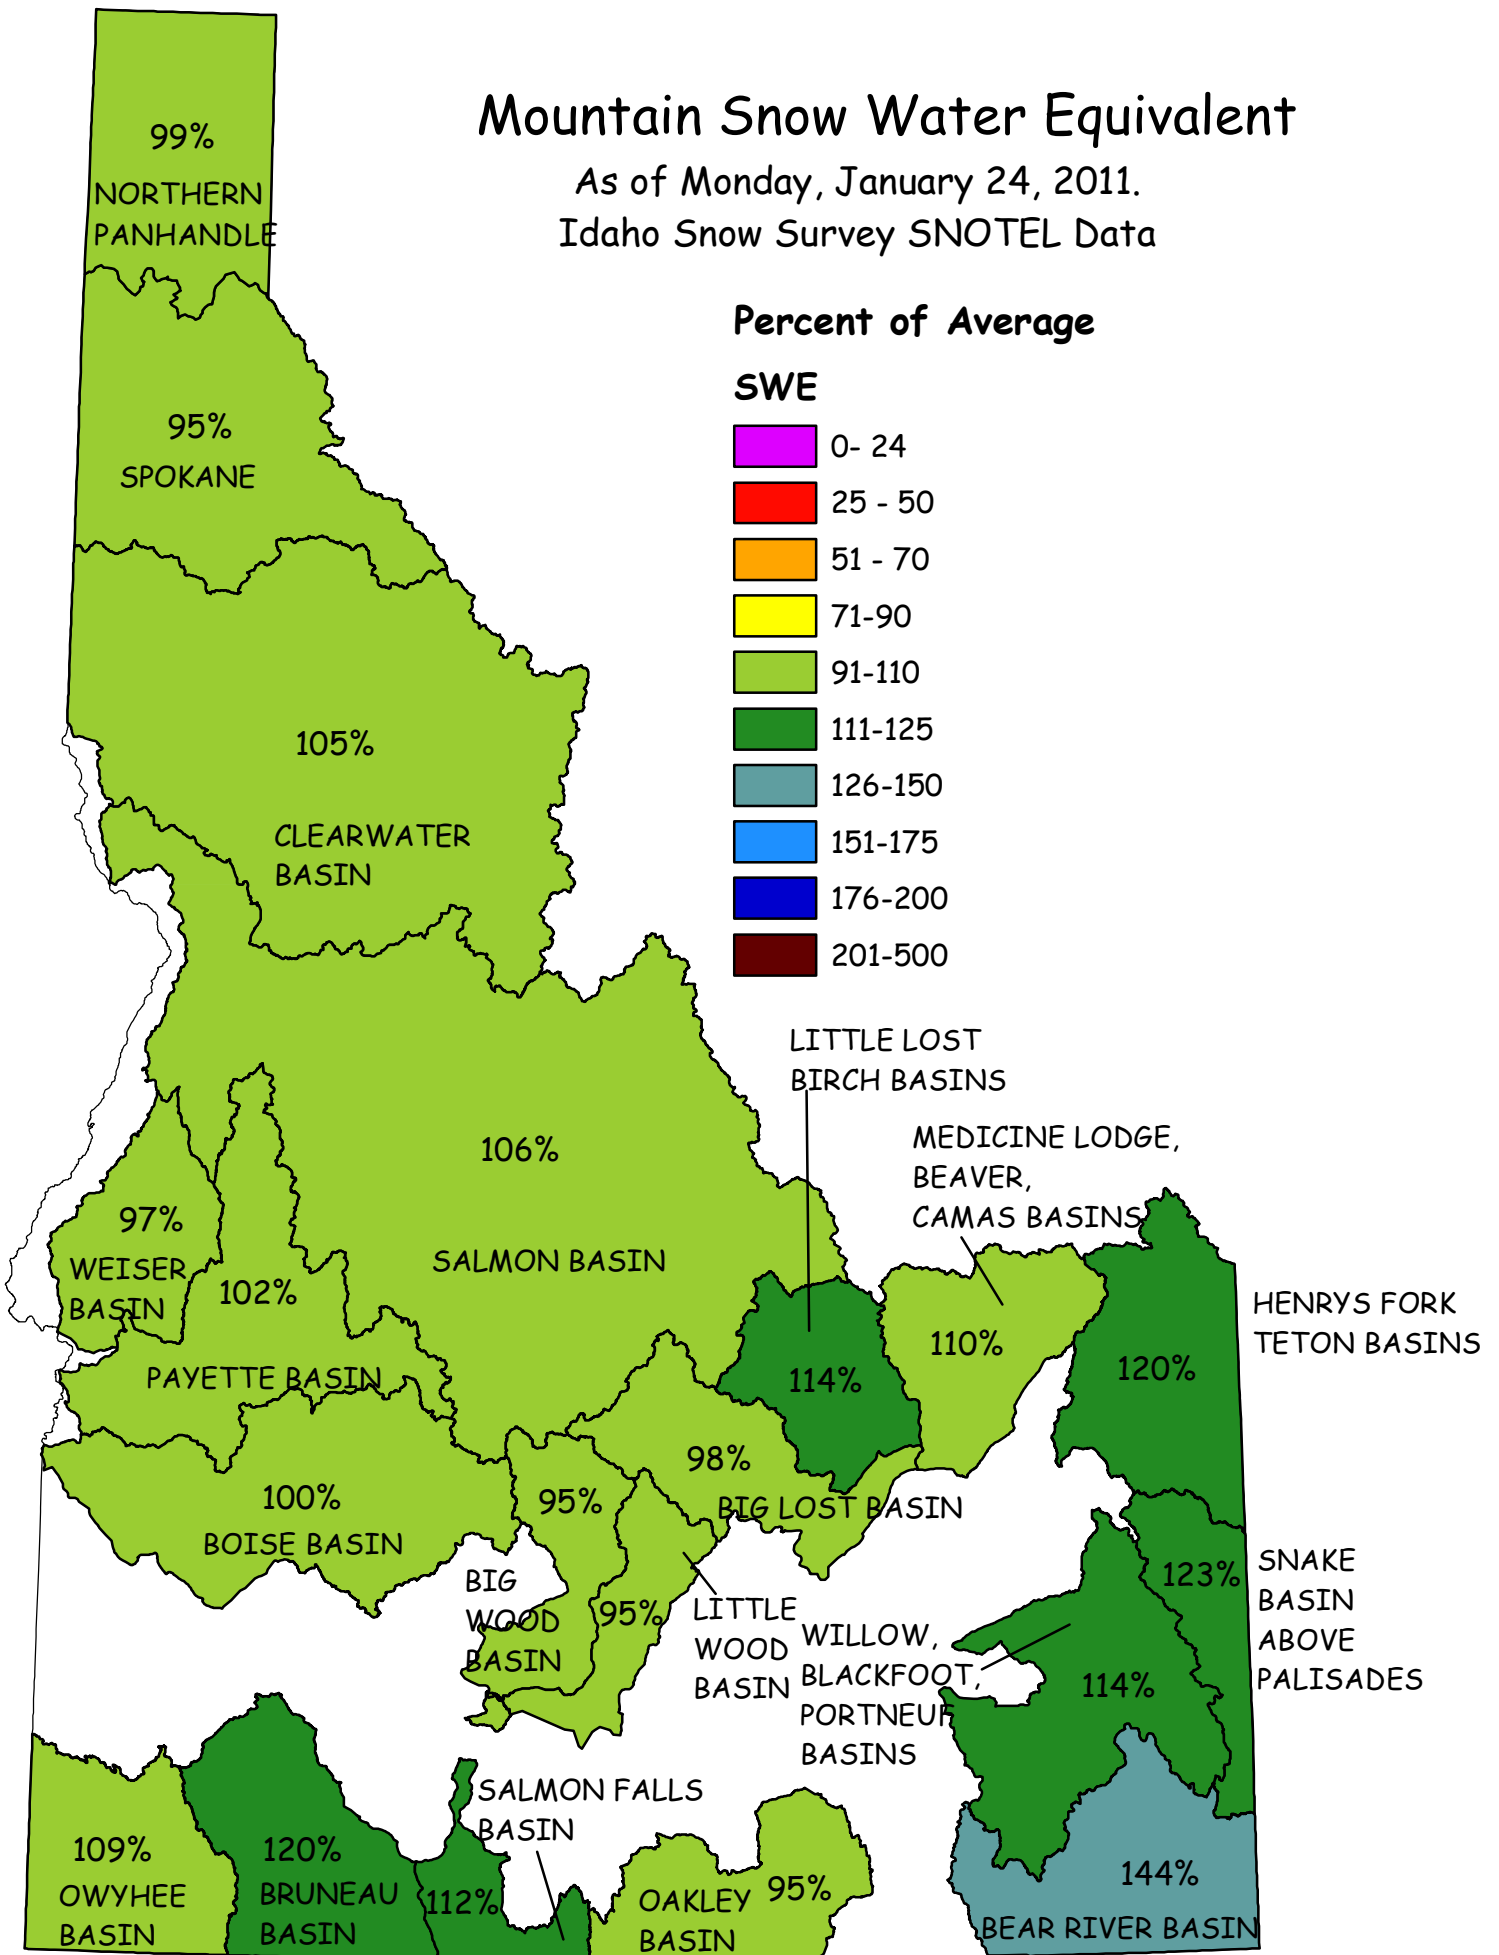 Mountain Snow Water Equivalent
As of Monday, January 24, 2011.
Idaho Snow Survey SNOTEL Data
Percent of Average
SWE
0- 24
25 - 50
51 - 70
71-90
91-110
111-125
126-150
151-175
176-200
201-500
99%
NORTHERN
PANHANDLE
95%
SPOKANE
105%
CLEARWATER
BASIN
106%
SALMON BASIN
97%
WEISER
BASIN
102%
PAYETTE BASIN
100%
BOISE BASIN
LITTLE LOST
BIRCH BASINS
114%
MEDICINE LODGE,
BEAVER,
CAMAS BASINS
110%
HENRYS FORK
TETON BASINS
120%
98%
BIG LOST BASIN
95%
BIG
WOOD
BASIN
95%
LITTLE
WOOD
BASIN
WILLOW,
BLACKFOOT,
PORTNEUF
BASINS
114%
123%
SNAKE
BASIN
ABOVE
PALISADES
109%
OWYHEE
BASIN
120%
BRUNEAU
BASIN
SALMON FALLS
BASIN
112%
OAKLEY
BASIN
95%
144%
BEAR RIVER BASIN